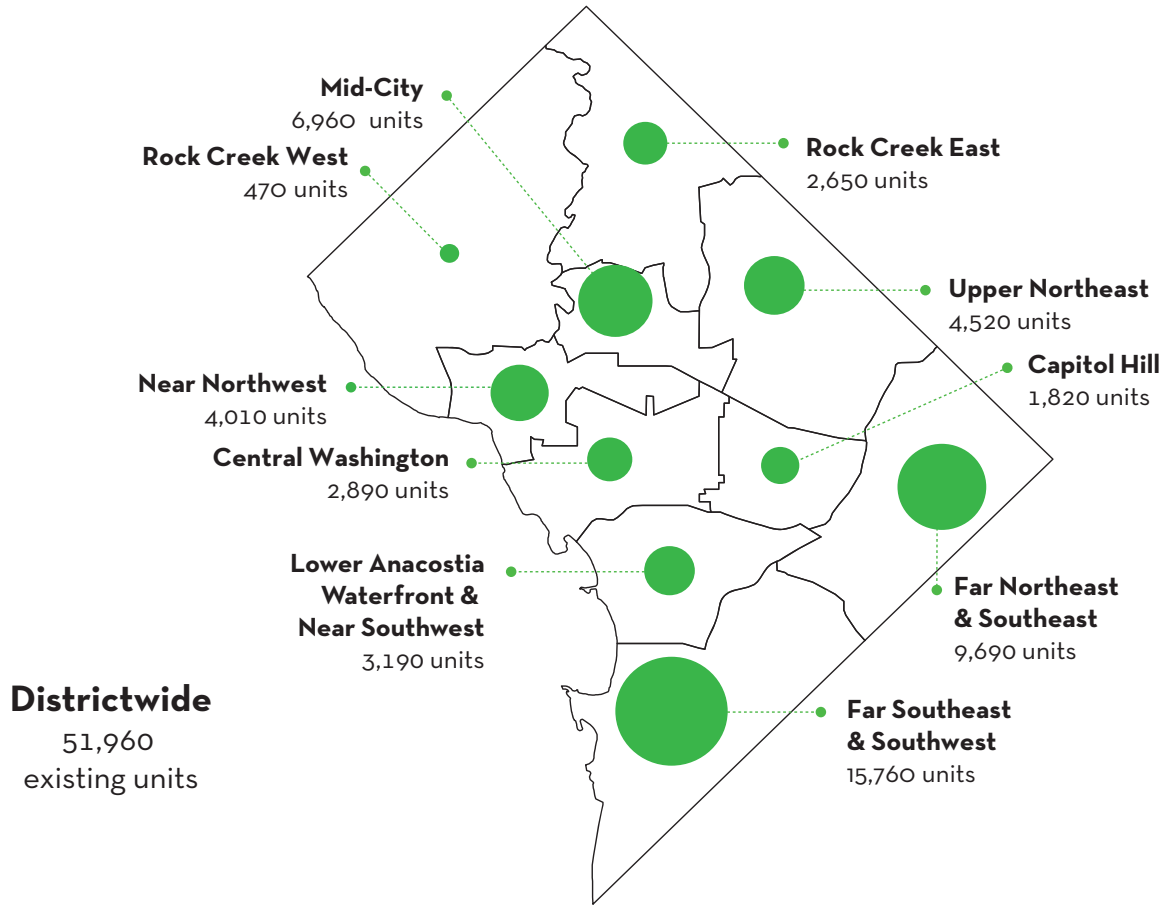 Mid-City
6,960 units
Rock Creek West
470 units
Rock Creek East
2,650 units
Upper Northeast
4,520 units
Capitol Hill
1,820 units
Near Northwest
4,010 units
Central Washington
2,890 units
Lower Anacostia
Waterfront &
Near Southwest
3,190 units
Far Northeast
& Southeast
9,690 units
Districtwide
51,960
existing units
Far Southeast
& Southwest
15,760 units